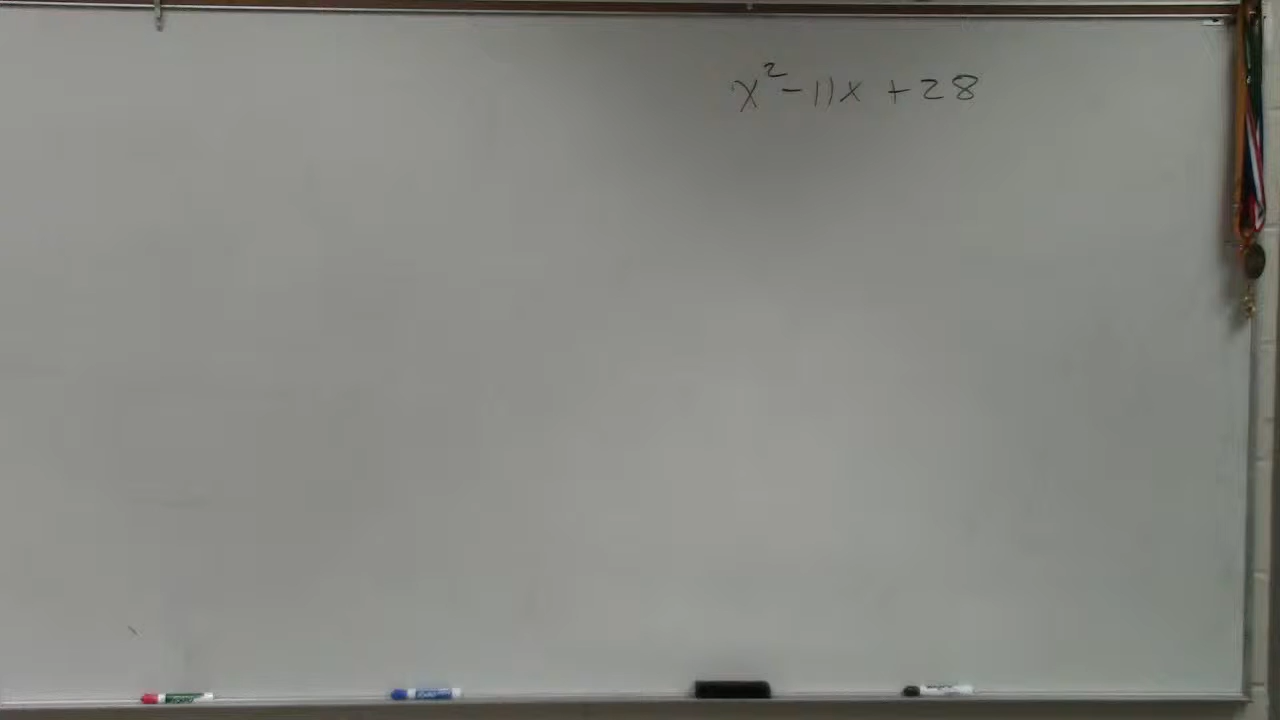 x² - 11x + 28